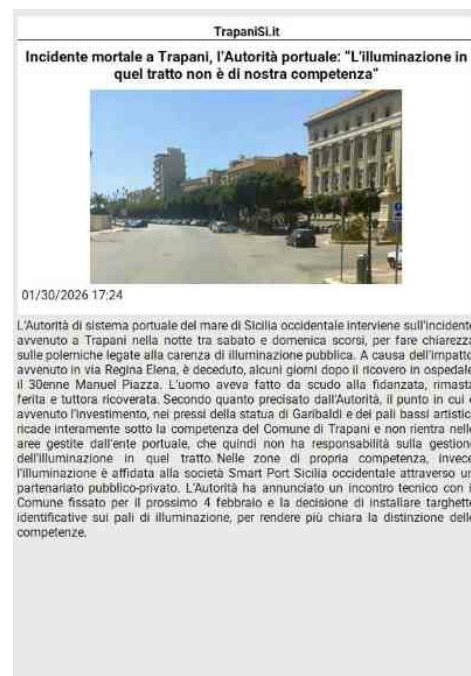 TrapaniSi.it
Incidente mortale a Trapani, l'Autorità portuale: "L'illuminazione in
quel tratto non è di nostra competenza"
01/30/2026 17:24
L'Autorità di sistema portuale del mare di Sicilia occidentale interviene sull'incidente
avvenuto a Trapani nella notte tra sabato e domenica scorsi, per fare chiarezza
sulle polemiche legate alla carenza di illuminazione pubblica. A causa dell'impatto
avvenuto in via Regina Elena, è deceduto, alcuni giorni dopo il ricovero in ospedale
il 30enne Manuel Piazza. L'uomo aveva fatto da scudo alla fidanzata, rimasta
ferita e tuttora ricoverata. Secondo quanto precisato dall'Autorità, il punto in cui
avvenuto l'investimento, nei pressi della statua di Garibaldi e dei pali bassi artistic
ricade interamente sotto la competenza del Comune di Trapani e non rientra nelle
aree gestite dall'ente portuale, che quindi non ha responsabilità sulla gestione
dell'illuminazione in quel tratto. Nelle zone di propria competenza, invece
l'illuminazione è affidata alla società Smart Port Sicilia occidentale attraverso un
partenariato pubblico-privato. L'Autorità ha annunciato un incontro tecnico con i
Comune fissato per il prossimo 4 febbraio e la decisione di installare targhette
identificative sui pali di illuminazione, per rendere più chiara la distinzione delle
competenze.